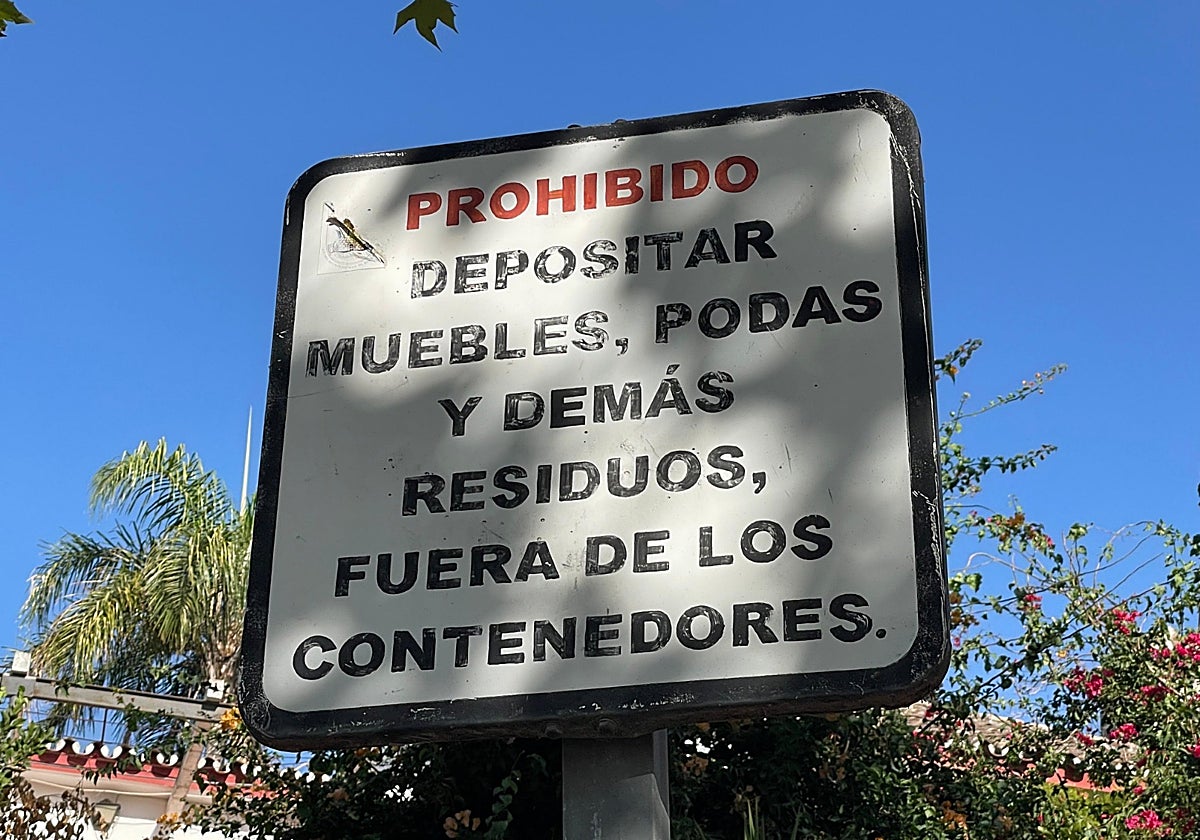 PROHIBIDO
DEPOSITAR
MUEBLES, PODAS
Y DEMÁS
RESIDUOS,
FUERA DE LOS
CONTENEDORES.